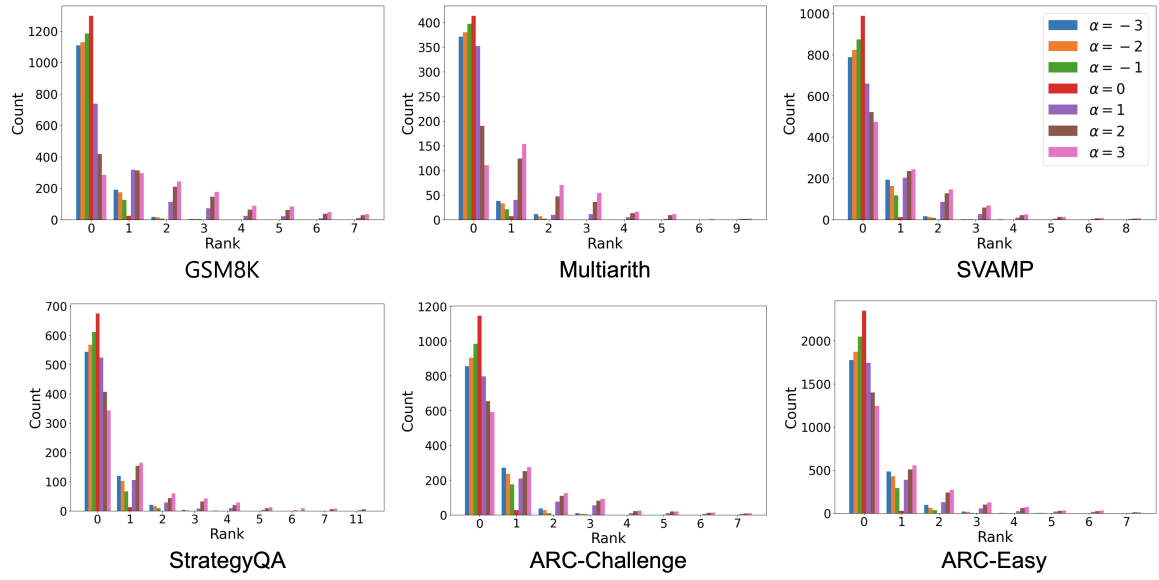 1200
1000
800
600
400
200
0
Count
0 1 2 3 4 5 6 7
Rank
GSM8K
400
350
300
250
200
150
100
50
0
Count
0 1 2 3 4 5 6 9
Rank
Multiarith
1000
800
600
400
200
0
Count
0 1 2 3 4 5 6 8
Rank
SVAMP
α = −3
α = −2
α = −1
α = 0
α = 1
α = 2
α = 3
700
600
500
400
300
200
100
0
Count
0 1 2 3 4 5 6 7 11
Rank
StrategyQA
1200
1000
800
600
400
200
0
Count
0 1 2 3 4 5 6 7
Rank
ARC-Challenge
2000
1500
1000
500
0
Count
0 1 2 3 4 5 6 7
Rank
ARC-Easy